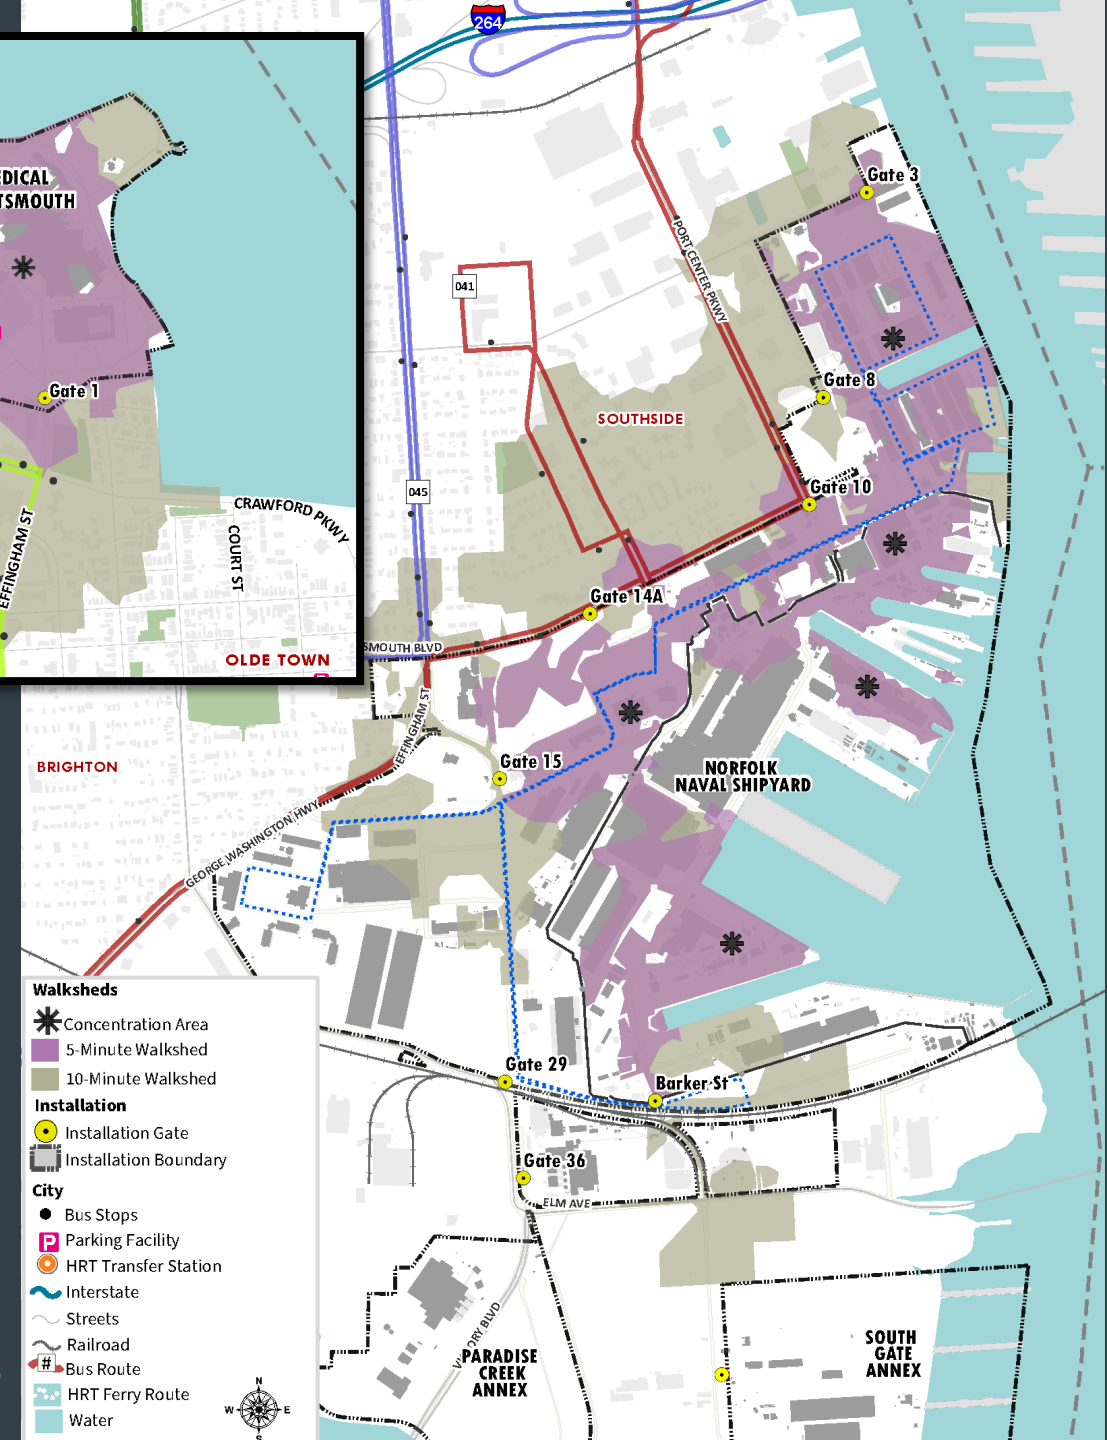 264
EDICAL
TSMOUTH
Gate 1
EFFINGHAM ST
CRAWFORD PKWY
COURT ST
OLDE TOWN
041
045
PORT CENTER PKWY
Gate 3
Gate 8
SOUTHSIDE
Gate 10
Gate 14A
SMOUTH BLVD
EFFINGHAM ST
BRIGHTON
Gate 15
NORFOLK
NAVAL SHIPYARD
GEORGE WASHINGTON HWY
Gate 29
Barker St
Gate 36
ELM AVE
PARADISE
CREEK
ANNEX
SOUTH
GATE
ANNEX
Walksheds
Concentration Area
5-Minute Walkshed
10-Minute Walkshed
Installation
Installation Gate
Installation Boundary
City
Bus Stops
P Parking Facility
HRT Transfer Station
Interstate
Streets
Railroad
# Bus Route
HRT Ferry Route
Water
N
W E
S